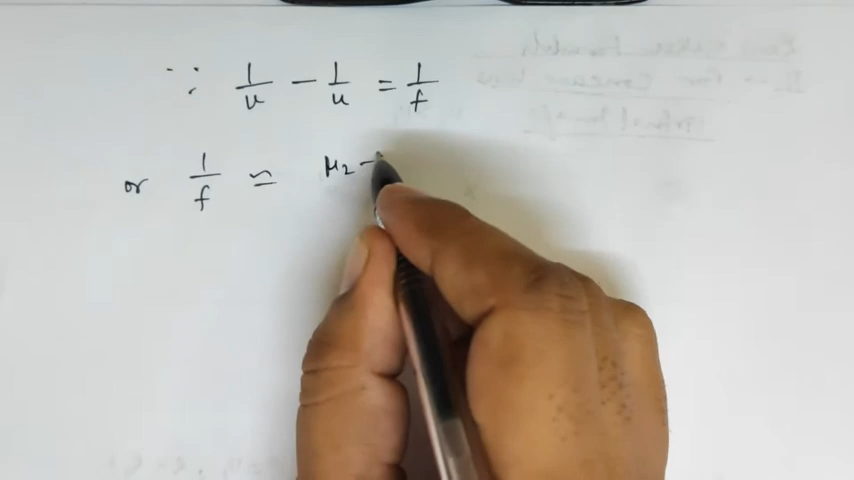 ∵ 1/v − 1/u = 1/f
or 1/f = μ₂ −